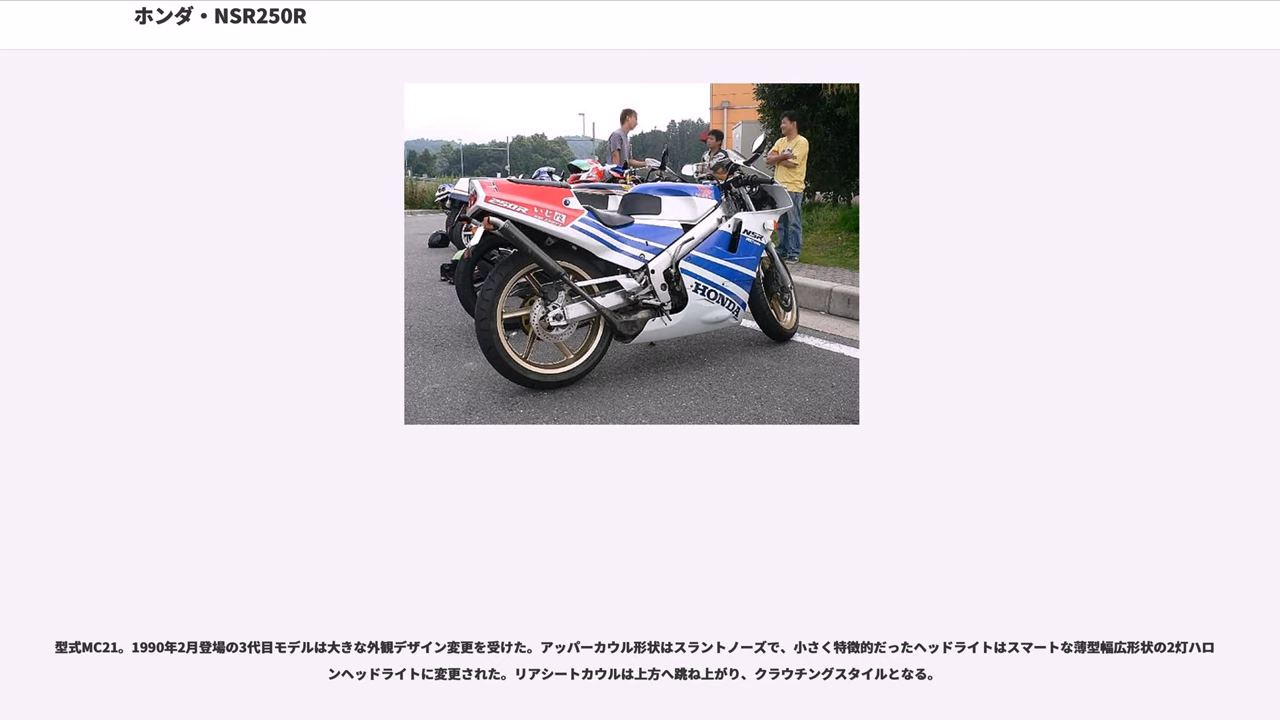 ホンダ・NSR250R
250R
NSR
HONDA
型式MC21。1990年2月登場の3代目モデルは大きな外観デザイン変更を受けた。アッパーカウル形状はスラントノーズで、小さく特徴的だったヘッドライトはスマートな薄型幅広形状の2灯ハロ
ンヘッドライトに変更された。リアシートカウルは上方へ跳ね上がり、クラウチングスタイルとなる。